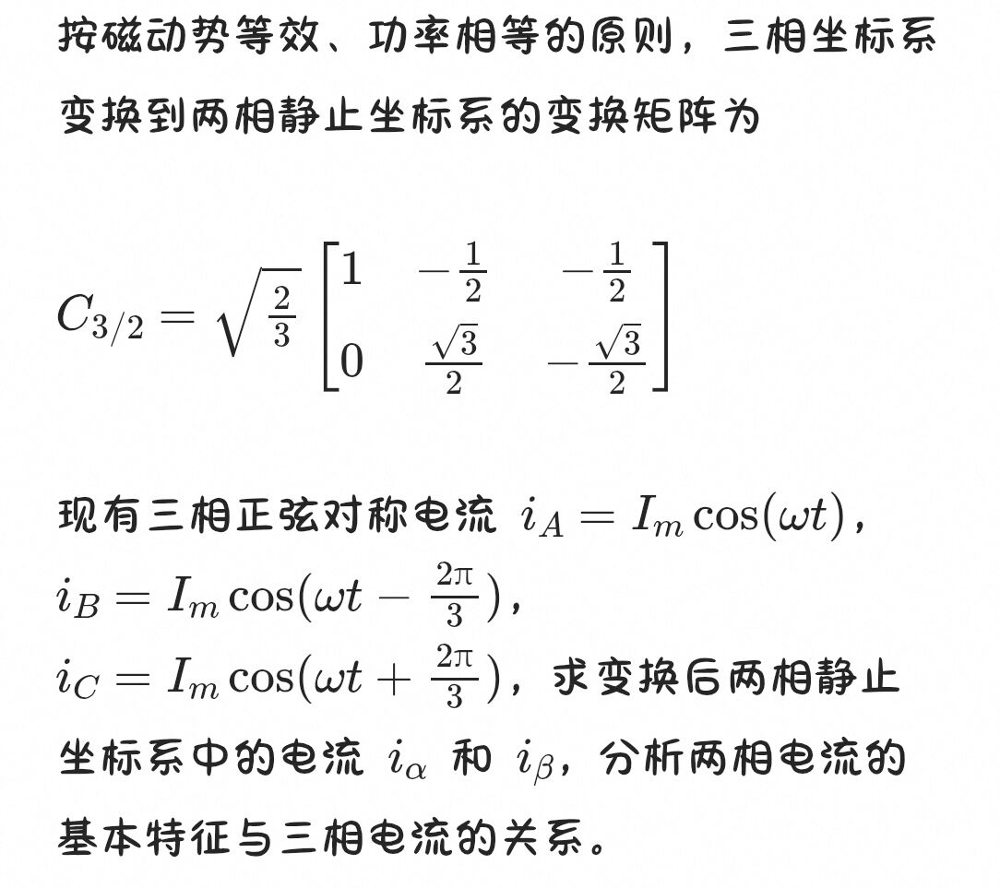 按磁动势等效、功率相等的原则，三相坐标系
变换到两相静止坐标系的变换矩阵为
$C_{3/2} = \sqrt{\frac{2}{3}} \begin{bmatrix} 1 & -\frac{1}{2} & -\frac{1}{2} \\ 0 & \frac{\sqrt{3}}{2} & -\frac{\sqrt{3}}{2} \end{bmatrix}$
现有三相正弦对称电流 $i_A = I_m \cos(\omega t)$，
$i_B = I_m \cos(\omega t - \frac{2\pi}{3})$，
$i_C = I_m \cos(\omega t + \frac{2\pi}{3})$，求变换后两相静止
坐标系中的电流 $i_\alpha$ 和 $i_\beta$，分析两相电流的
基本特征与三相电流的关系。